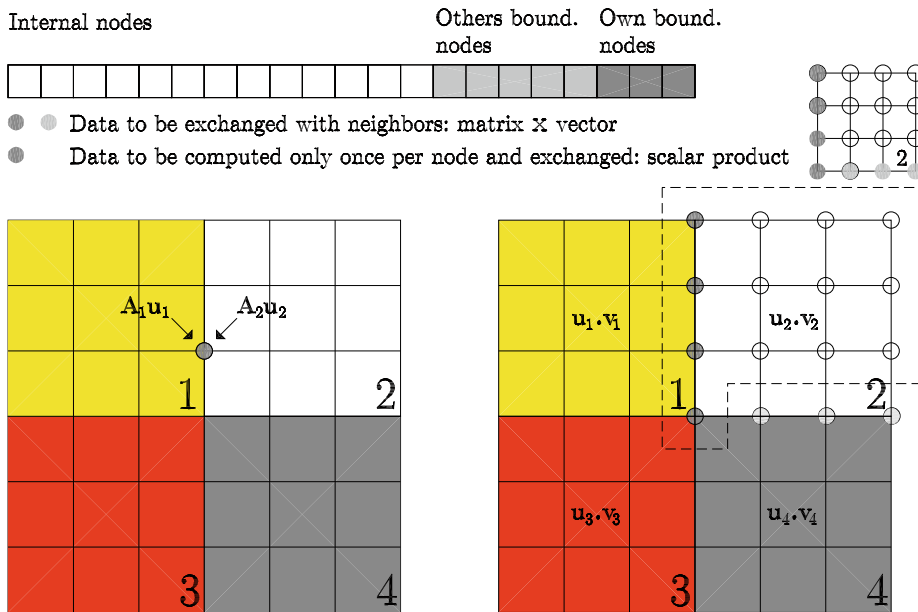 Internal nodes
Others bound.
nodes
Own bound.
nodes
Data to be exchanged with neighbors: matrix x vector
Data to be computed only once per node and exchanged: scalar product
2
A₁u₁
A₂u₂
1
2
3
4
u₁.v₁
u₂.v₂
1
2
u₃.v₃
u₄.v₄
3
4